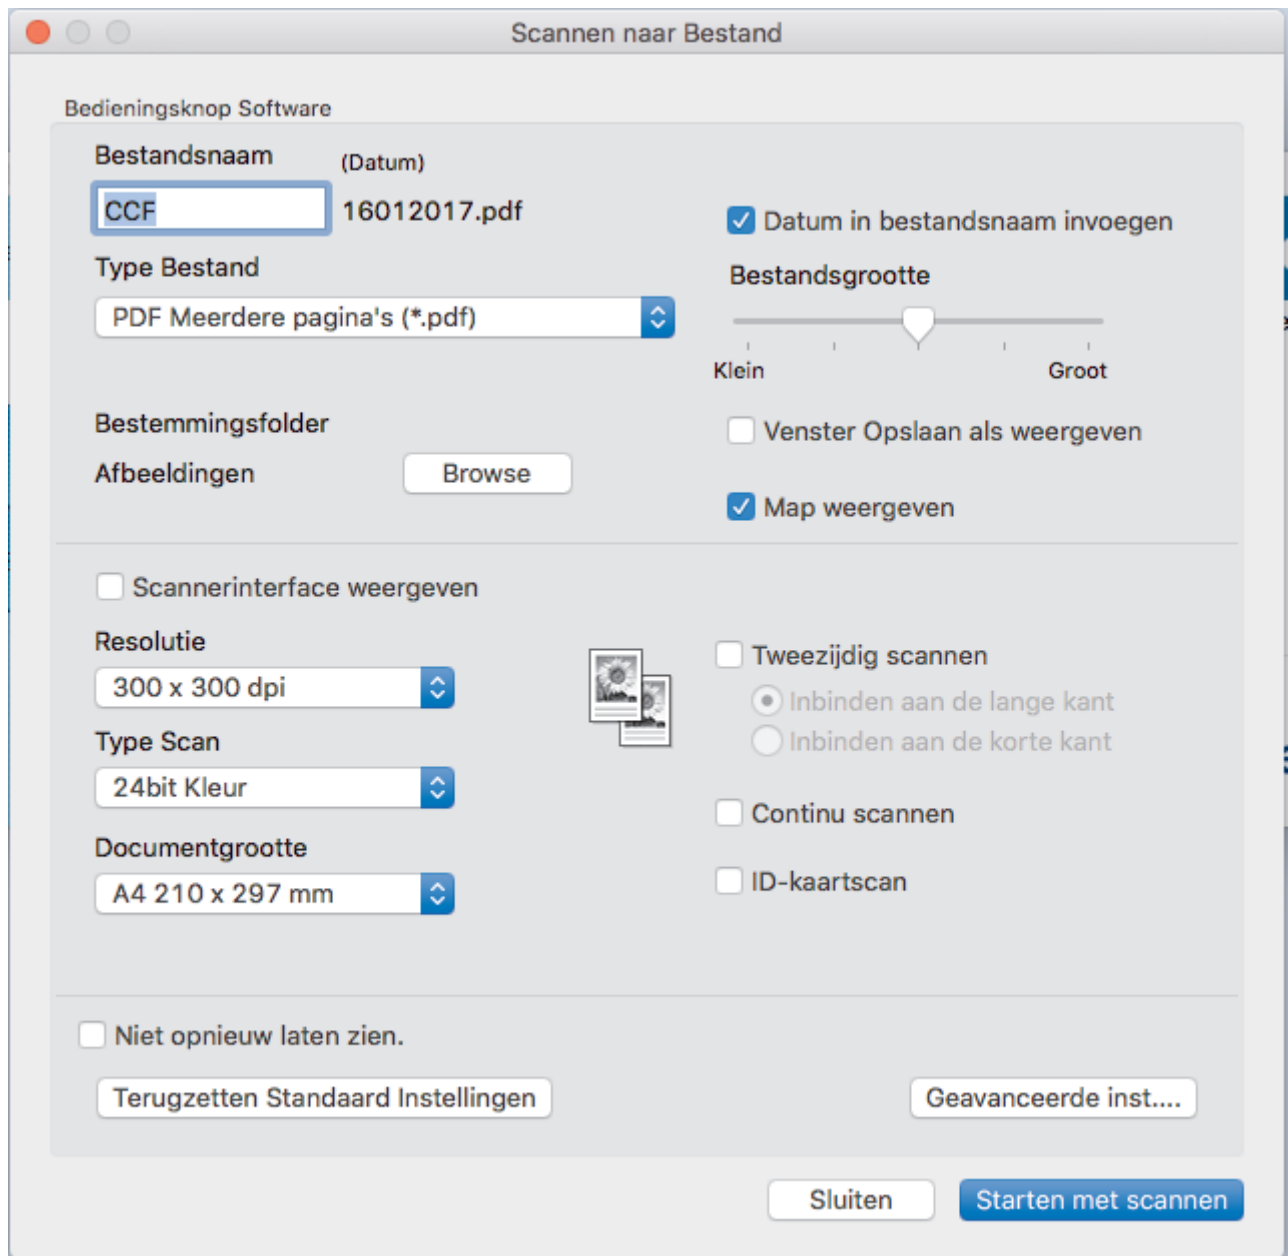 Scannen naar Bestand
Bedieningsknop Software
Bestandsnaam (Datum)
CCF 16012017.pdf
Datum in bestandsnaam invoegen
Type Bestand
Bestandsgrootte
PDF Meerdere pagina's (*.pdf)
Klein Groot
Bestemmingsfolder
Venster Opslaan als weergeven
Afbeeldingen Browse
Map weergeven
Scannerinterface weergeven
Resolutie
Tweezijdig scannen
300 x 300 dpi
Inbinden aan de lange kant
Type Scan
Inbinden aan de korte kant
24bit Kleur
Continu scannen
Documentgrootte
A4 210 x 297 mm
ID-kaartscan
Niet opnieuw laten zien.
Terugzetten Standaard Instellingen
Geavanceerde inst....
Sluiten
Starten met scannen